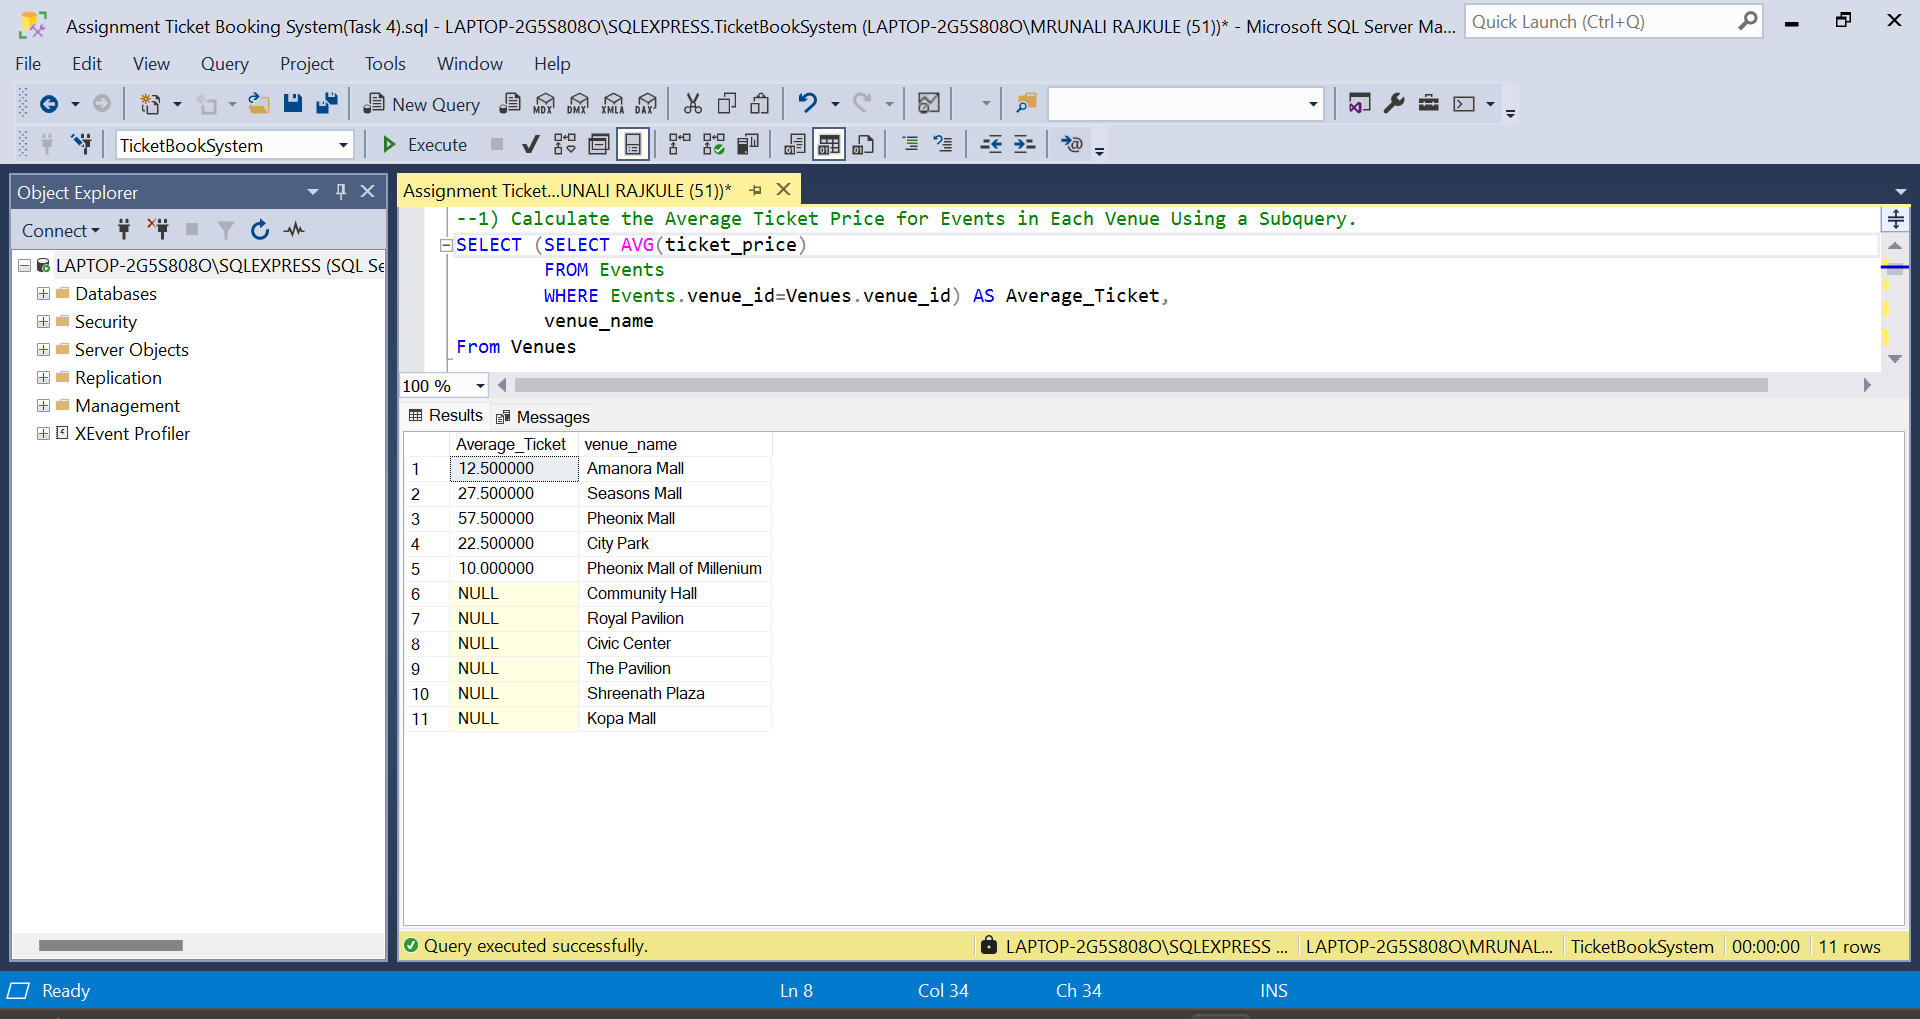 Assignment Ticket Booking System(Task 4).sql - LAPTOP-2G5S808O\SQLEXPRESS.TicketBookSystem (LAPTOP-2G5S808O\MRUNALI RAJKULE (51))* - Microsoft SQL Server Ma...
Quick Launch (Ctrl+Q)
File Edit View Query Project Tools Window Help
New Query MDX DMX XMLA DAX
TicketBookSystem Execute
Object Explorer
Connect
LAPTOP-2G5S808O\SQLEXPRESS (SQL Se
Databases
Security
Server Objects
Replication
Management
XEvent Profiler
Assignment Ticket...UNALI RAJKULE (51))*
--1) Calculate the Average Ticket Price for Events in Each Venue Using a Subquery.
SELECT (SELECT AVG(ticket_price)
FROM Events
WHERE Events.venue_id=Venues.venue_id) AS Average_Ticket,
venue_name
From Venues
100 %
Results Messages
Average_Ticket venue_name
1 12.500000 Amanora Mall
2 27.500000 Seasons Mall
3 57.500000 Pheonix Mall
4 22.500000 City Park
5 10.000000 Pheonix Mall of Millenium
6 NULL Community Hall
7 NULL Royal Pavilion
8 NULL Civic Center
9 NULL The Pavilion
10 NULL Shreenath Plaza
11 NULL Kopa Mall
Query executed successfully. LAPTOP-2G5S808O\SQLEXPRESS ... LAPTOP-2G5S808O\MRUNAL... TicketBookSystem 00:00:00 11 rows
Ready Ln 8 Col 34 Ch 34 INS